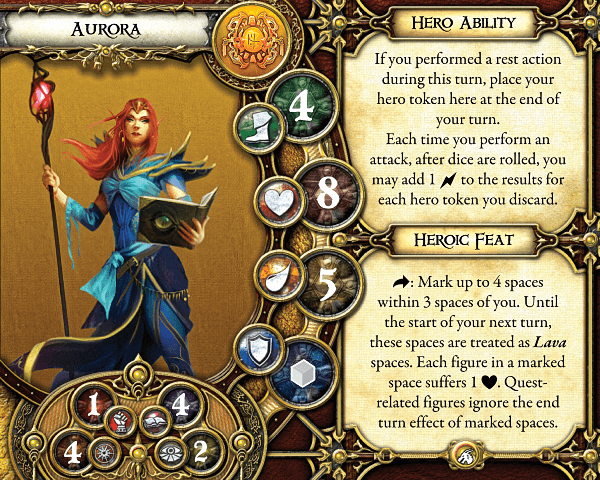 AURORA
4
8
5
1
4
4
2
HERO ABILITY
If you performed a rest action
during this turn, place your
hero token here at the end of
your turn.
Each time you perform an
attack, after dice are rolled, you
may add 1 to the results for
each hero token you discard.
HEROIC FEAT
: Mark up to 4 spaces
within 3 spaces of you. Until
the start of your next turn,
these spaces are treated as Lava
spaces. Each figure in a marked
space suffers 1 . Quest-
related figures ignore the end
turn effect of marked spaces.